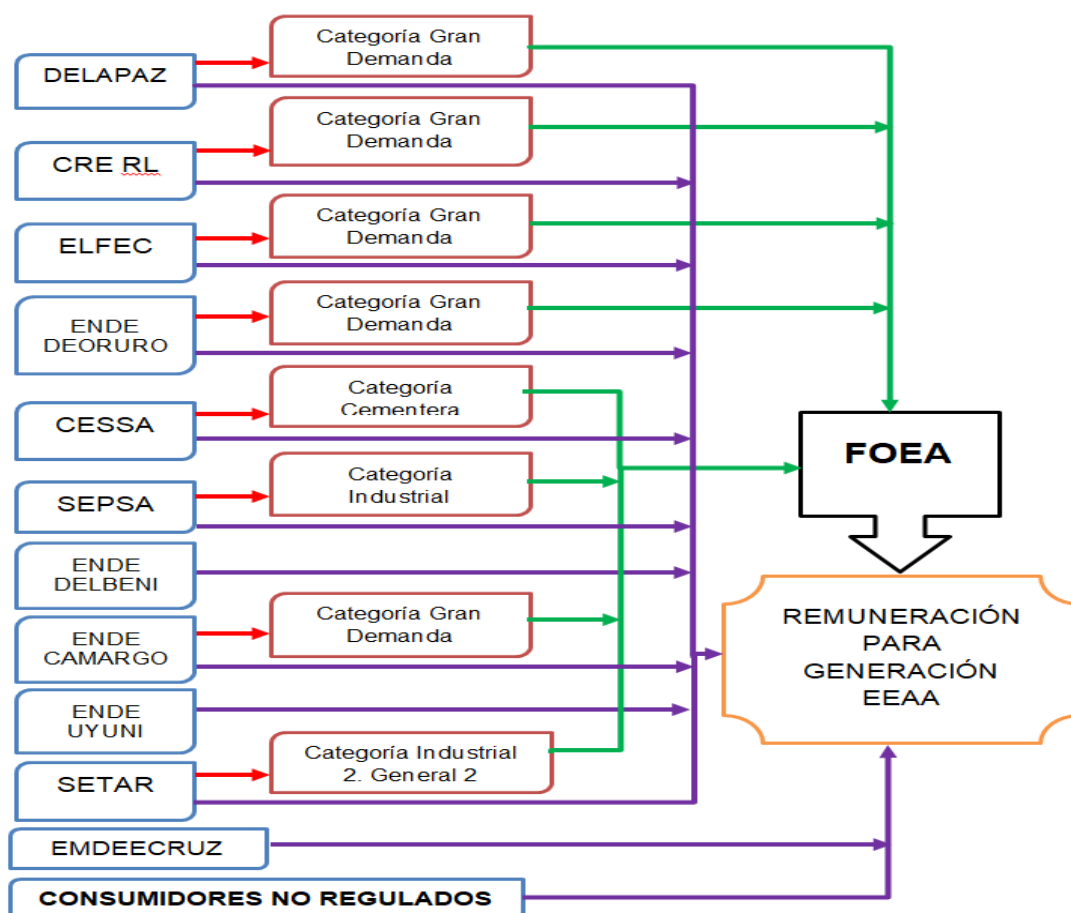 Categoría Gran
Demanda
DELAPAZ
Categoría Gran
Demanda
CRE RL
Categoría Gran
Demanda
ELFEC
Categoría Gran
Demanda
ENDE
DEORURO
Categoría
Cementera
CESSA
FOEA
Categoría
Industrial
SEPSA
ENDE
DELBENI
Categoría Gran
Demanda
ENDE
CAMARGO
REMUNERACIÓN
PARA
GENERACIÓN
EEAA
ENDE
UYUNI
Categoría Industrial
2. General 2
SETAR
EMDEECRUZ
CONSUMIDORES NO REGULADOS